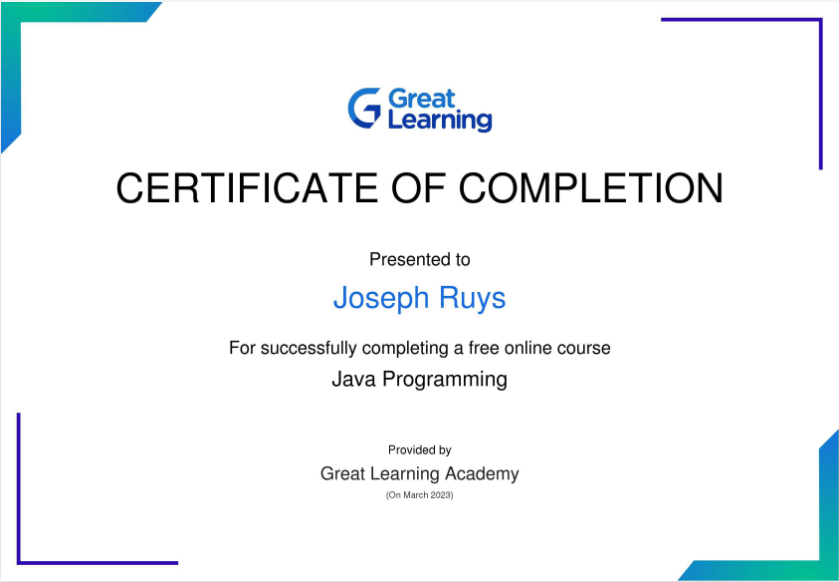 Great
Learning
CERTIFICATE OF COMPLETION
Presented to
Joseph Ruys
For successfully completing a free online course
Java Programming
Provided by
Great Learning Academy
(On March 2023)